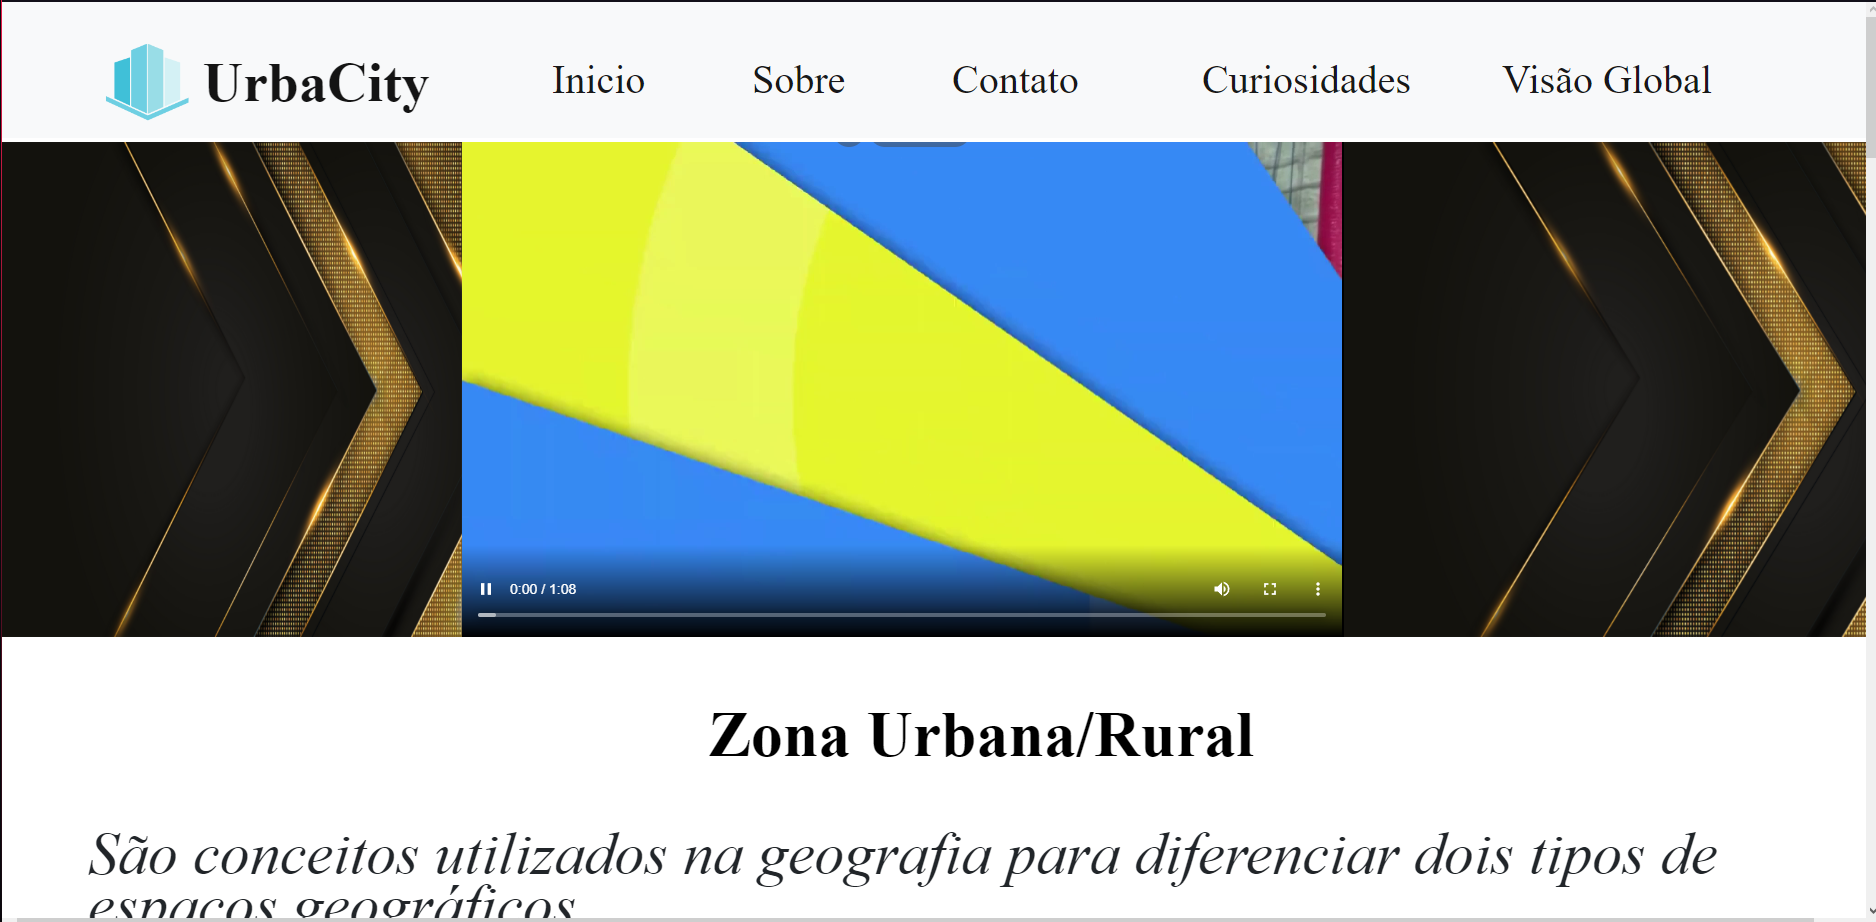 UrbaCity
Inicio
Sobre
Contato
Curiosidades
Visão Global
0:00 / 1:08
Zona Urbana/Rural
São conceitos utilizados na geografia para diferenciar dois tipos de
espaços geográficos